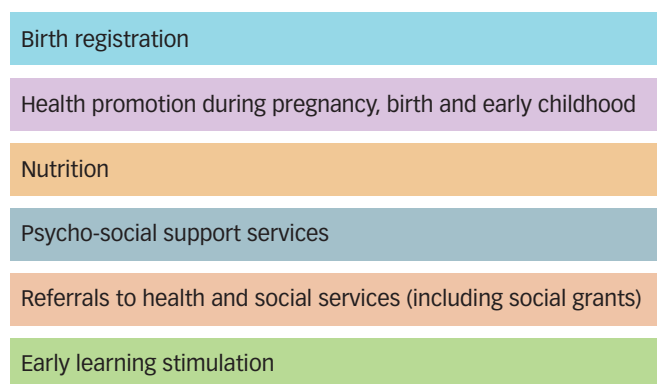 Birth registration
Health promotion during pregnancy, birth and early childhood
Nutrition
Psycho-social support services
Referrals to health and social services (including social grants)
Early learning stimulation